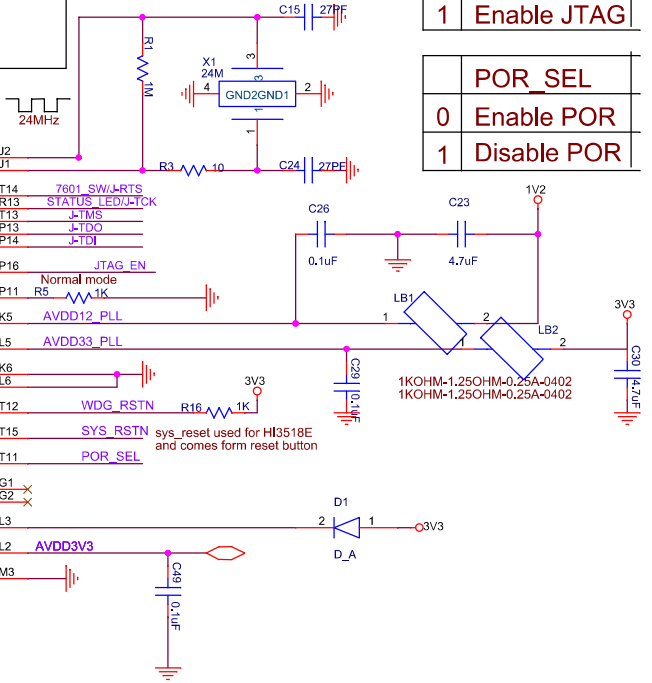 C15 27PF
1 Enable JTAG
R1
1M
X1
24M
3
3
4 GND2GND1 2
1
1
24MHz
POR_SEL
0 Enable POR
1 Disable POR
J2
J1
R3 10
C24 27PF
T14 7601_SW/J-RTS
R13 STATUS_LED/J-TCK
T13 J-TMS
P13 J-TDO
P14 J-TDI
P16 JTAG_EN
Normal mode
P11 R5 1K
C26
0.1uF
C23
4.7uF
1V2
K5 AVDD12_PLL
1 LB1 2
L5 AVDD33_PLL
1 LB2 2
3V3
C30
4.7uF
C29
0.1uF
1KOHM-1.25OHM-0.25A-0402
1KOHM-1.25OHM-0.25A-0402
K6
L6
3V3
T12 WDG_RSTN R16 1K
T15 SYS_RSTN sys_reset used for HI3518E
and comes form reset button
T11 POR_SEL
G1
G2
D1
L3 2 1 3V3
D_A
L2 AVDD3V3
C49
0.1uF
M3